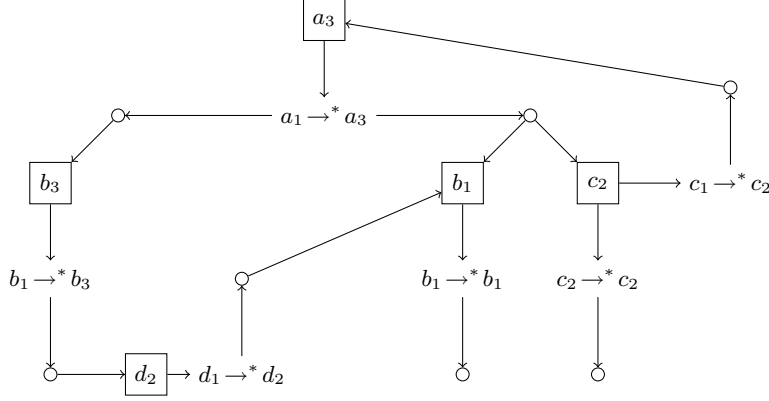 a₃
a₁ →* a₃
b₃ b₁ c₂ c₁ →* c₂
b₁ →* b₃ b₁ →* b₁ c₂ →* c₂
d₂ d₁ →* d₂